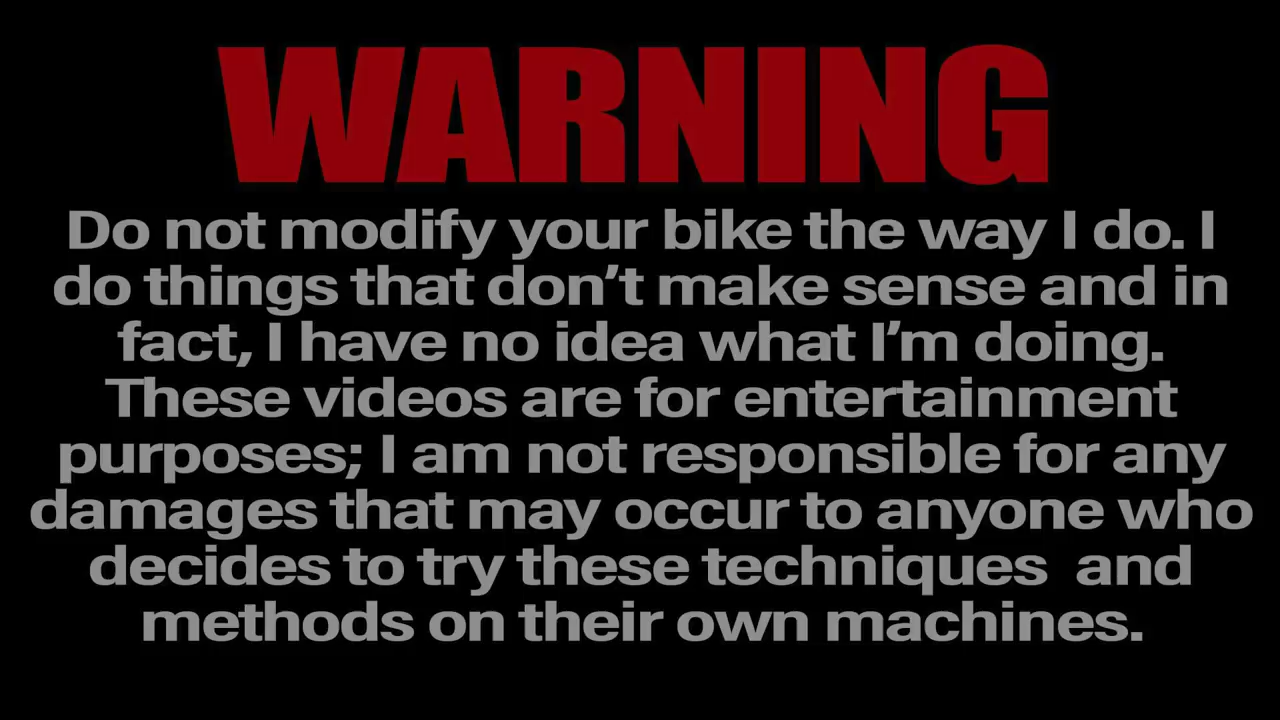 WARNING
Do not modify your bike the way I do. I
do things that don’t make sense and in
fact, I have no idea what I’m doing.
These videos are for entertainment
purposes; I am not responsible for any
damages that may occur to anyone who
decides to try these techniques  and
methods on their own machines.